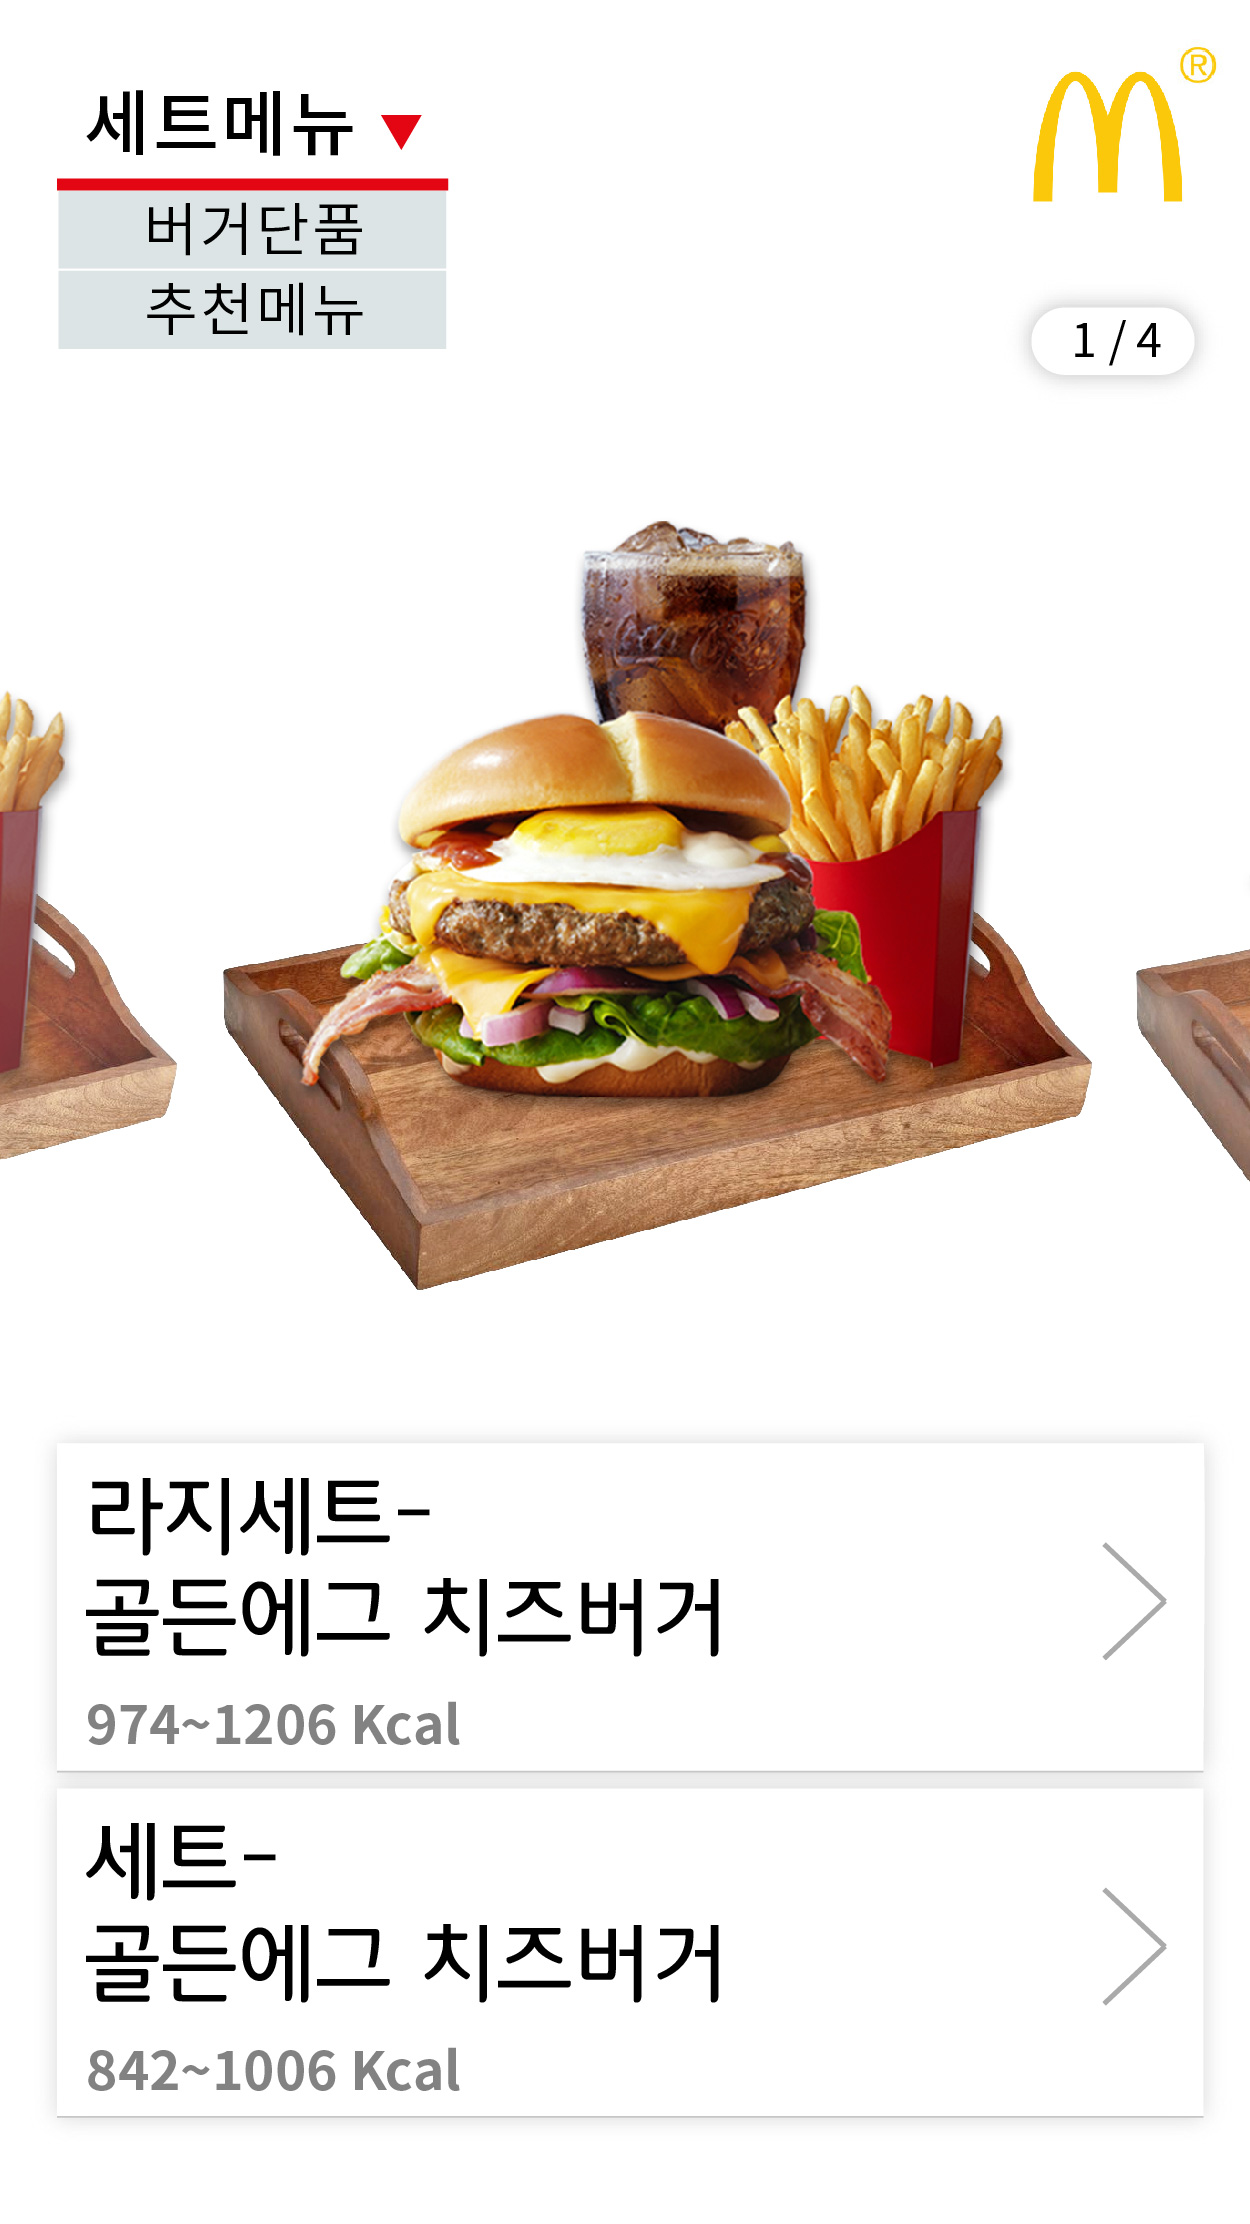 세트메뉴 ▼
버거단품
추천메뉴
®
1 / 4
라지세트-
골든에그 치즈버거
974~1206 Kcal
세트-
골든에그 치즈버거
842~1006 Kcal